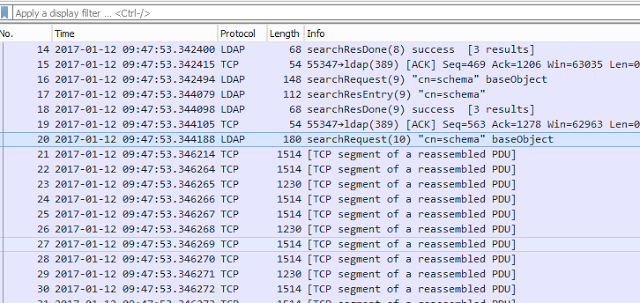 Apply a display filter ... <Ctrl-/>
No. Time Protocol Length Info
14 2017-01-12 09:47:53.342400 LDAP 68 searchResDone(8) success [3 results]
15 2017-01-12 09:47:53.342415 TCP 54 55347→ldap(389) [ACK] Seq=469 Ack=1206 Win=63035 Len=0
16 2017-01-12 09:47:53.342494 LDAP 148 searchRequest(9) "cn=schema" baseObject
17 2017-01-12 09:47:53.344079 LDAP 112 searchResEntry(9) "cn=schema"
18 2017-01-12 09:47:53.344098 LDAP 68 searchResDone(9) success [3 results]
19 2017-01-12 09:47:53.344105 TCP 54 55347→ldap(389) [ACK] Seq=563 Ack=1278 Win=62963 Len=0
20 2017-01-12 09:47:53.344188 LDAP 180 searchRequest(10) "cn=schema" baseObject
21 2017-01-12 09:47:53.346214 TCP 1514 [TCP segment of a reassembled PDU]
22 2017-01-12 09:47:53.346244 TCP 1514 [TCP segment of a reassembled PDU]
23 2017-01-12 09:47:53.346265 TCP 1230 [TCP segment of a reassembled PDU]
24 2017-01-12 09:47:53.346266 TCP 1514 [TCP segment of a reassembled PDU]
25 2017-01-12 09:47:53.346267 TCP 1514 [TCP segment of a reassembled PDU]
26 2017-01-12 09:47:53.346268 TCP 1230 [TCP segment of a reassembled PDU]
27 2017-01-12 09:47:53.346269 TCP 1514 [TCP segment of a reassembled PDU]
28 2017-01-12 09:47:53.346270 TCP 1514 [TCP segment of a reassembled PDU]
29 2017-01-12 09:47:53.346271 TCP 1230 [TCP segment of a reassembled PDU]
30 2017-01-12 09:47:53.346272 TCP 1514 [TCP segment of a reassembled PDU]